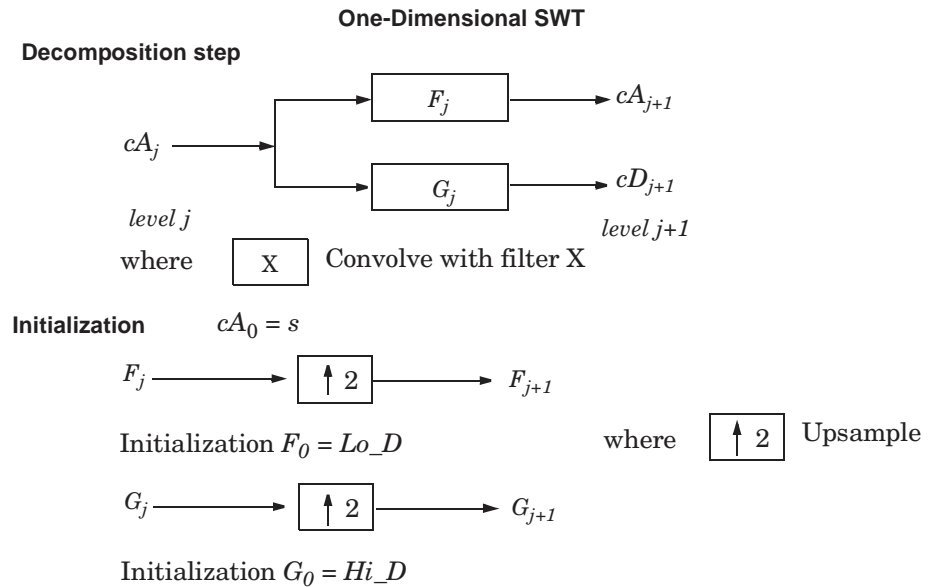 One-Dimensional SWT
Decomposition step
F_j
cA_{j+1}
cA_j
G_j
cD_{j+1}
level j
level j+1
where X Convolve with filter X
Initialization cA_0 = s
F_j ↑ 2 F_{j+1}
Initialization F_0 = Lo_D where ↑ 2 Upsample
G_j ↑ 2 G_{j+1}
Initialization G_0 = Hi_D